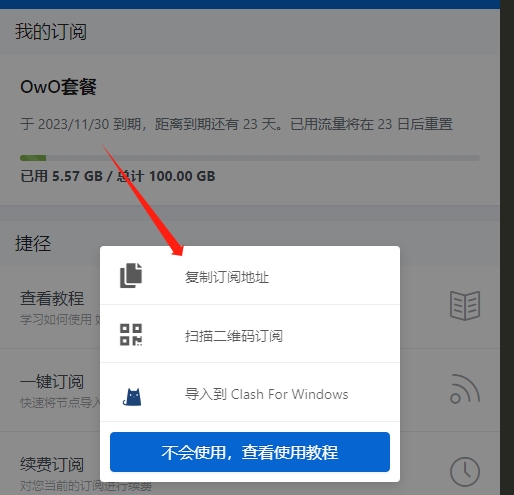 我的订阅
OwO套餐
于 2023/11/30 到期，距离到期还有 23 天。已用流量将在 23 日后重置
已用 5.57 GB / 总计 100.00 GB
捷径
复制订阅地址
查看教程
学习如何使用
扫描二维码订阅
一键订阅
快速将节点导入
导入到 Clash For Windows
不会使用，查看使用教程
续费订阅
对您当前的订阅进行续费